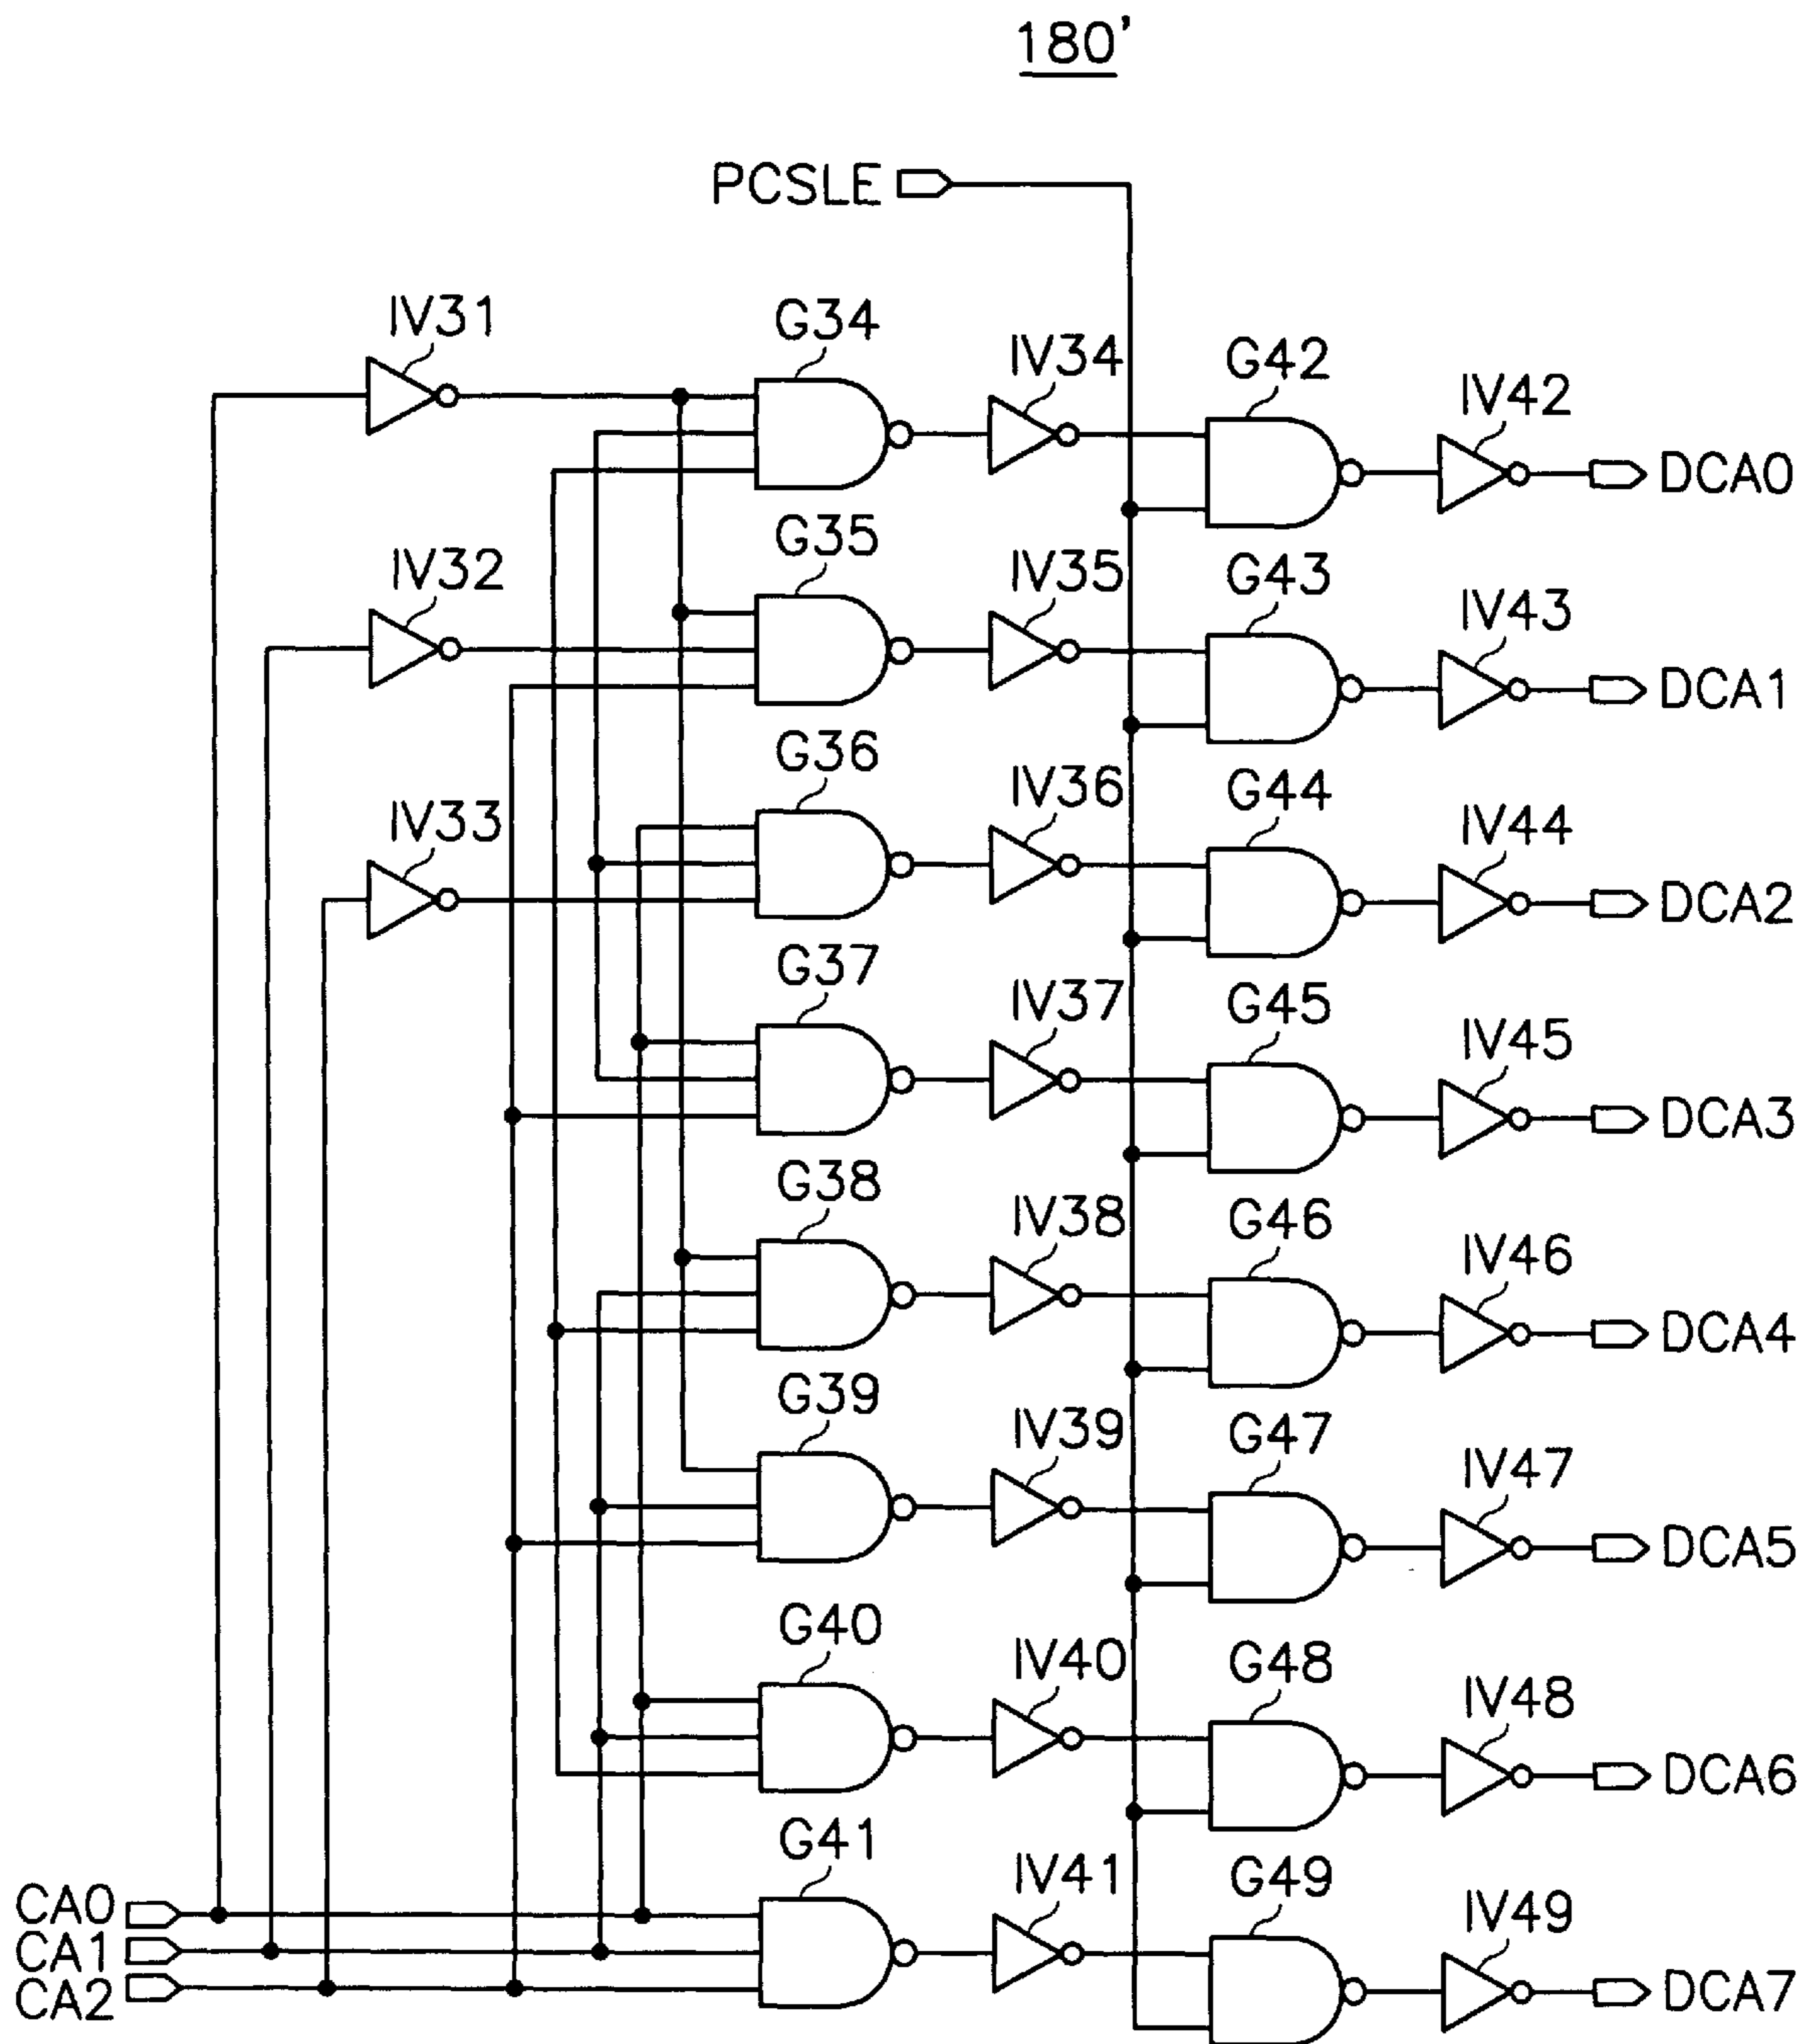 180'
PCSLE
IV31
G34
IV34
G42
IV42
DCA0
IV32
G35
IV35
G43
IV43
DCA1
IV33
G36
IV36
G44
IV44
DCA2
G37
IV37
G45
IV45
DCA3
G38
IV38
G46
IV46
DCA4
G39
IV39
G47
IV47
DCA5
G40
IV40
G48
IV48
DCA6
G41
IV41
G49
IV49
DCA7
CA0
CA1
CA2